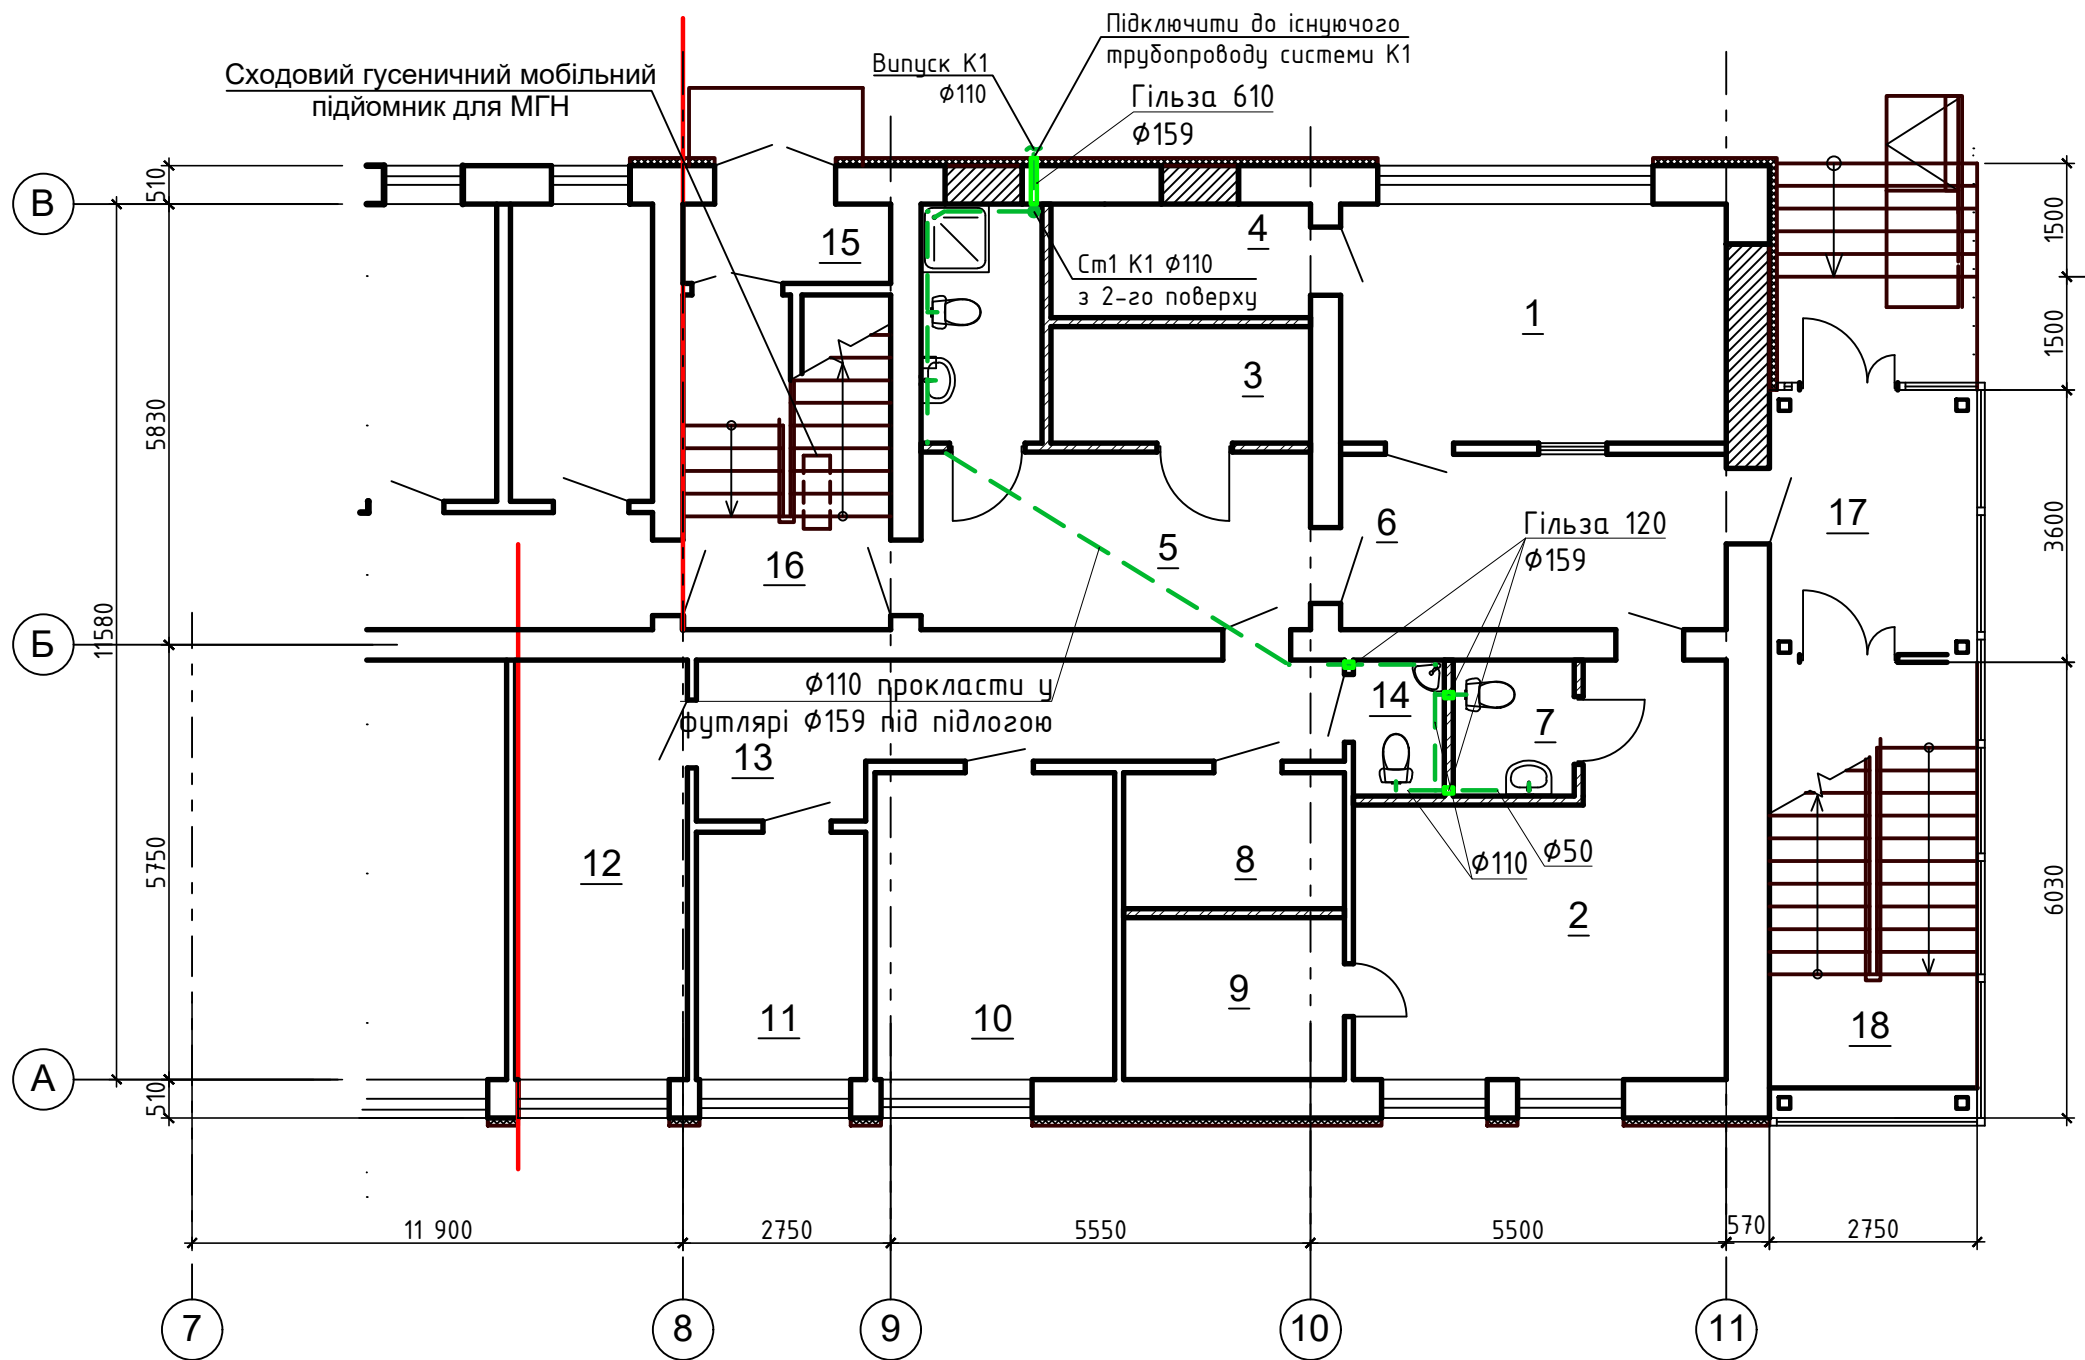 Підключити до існуючого
трубопроводу системи К1
Випуск К1
Ф110
Сходовий гусеничний мобільний
підйомник для МГН
Гільза 610
Ф159
В
510
15
4
1
1500
Ст1 К1 Ф110
з 2-го поверху
3
1500
5830
11580
16
5
6
Гільза 120
Ф159
17
3600
Б
Ф110 прокласти у
футлярі Ф159 під підлогою
13
14
7
5750
12
8
Ф110
Ф50
2
6030
11
10
9
18
А
510
11 900
2750
5550
5500
570
2750
7
8
9
10
11